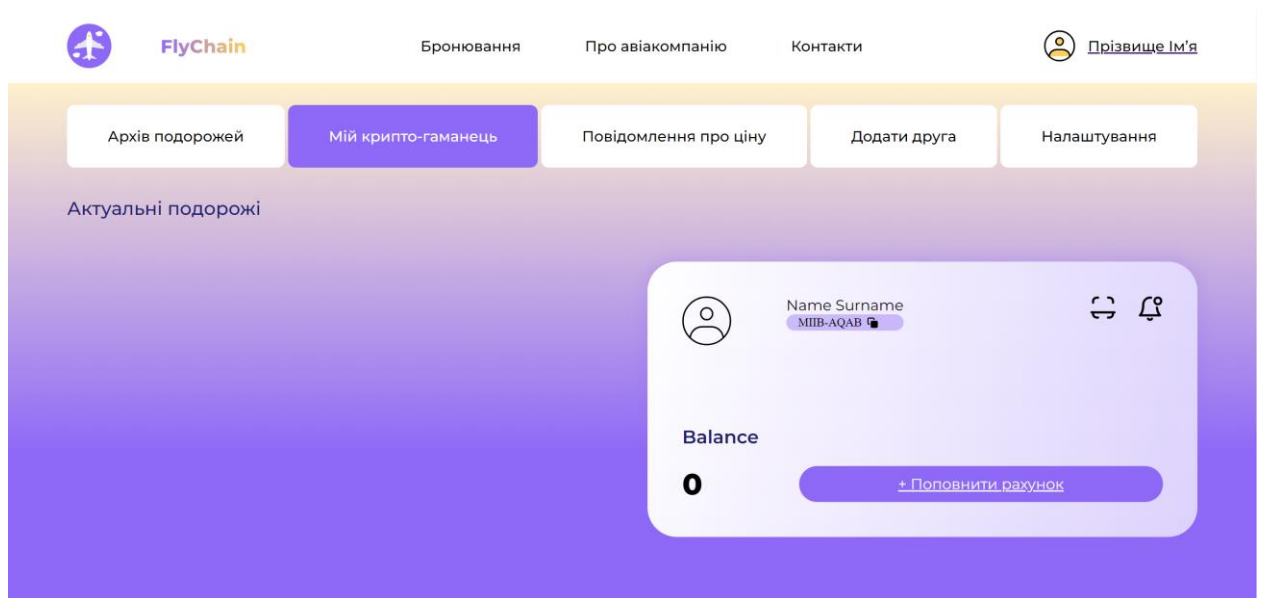 FlyChain
Бронювання
Про авіакомпанію
Контакти
Прізвище Ім’я
Архів подорожей
Мій крипто-гаманець
Повідомлення про ціну
Додати друга
Налаштування
Актуальні подорожі
Name Surname
MIIB-AQAB
Balance
0
+ Поповнити рахунок